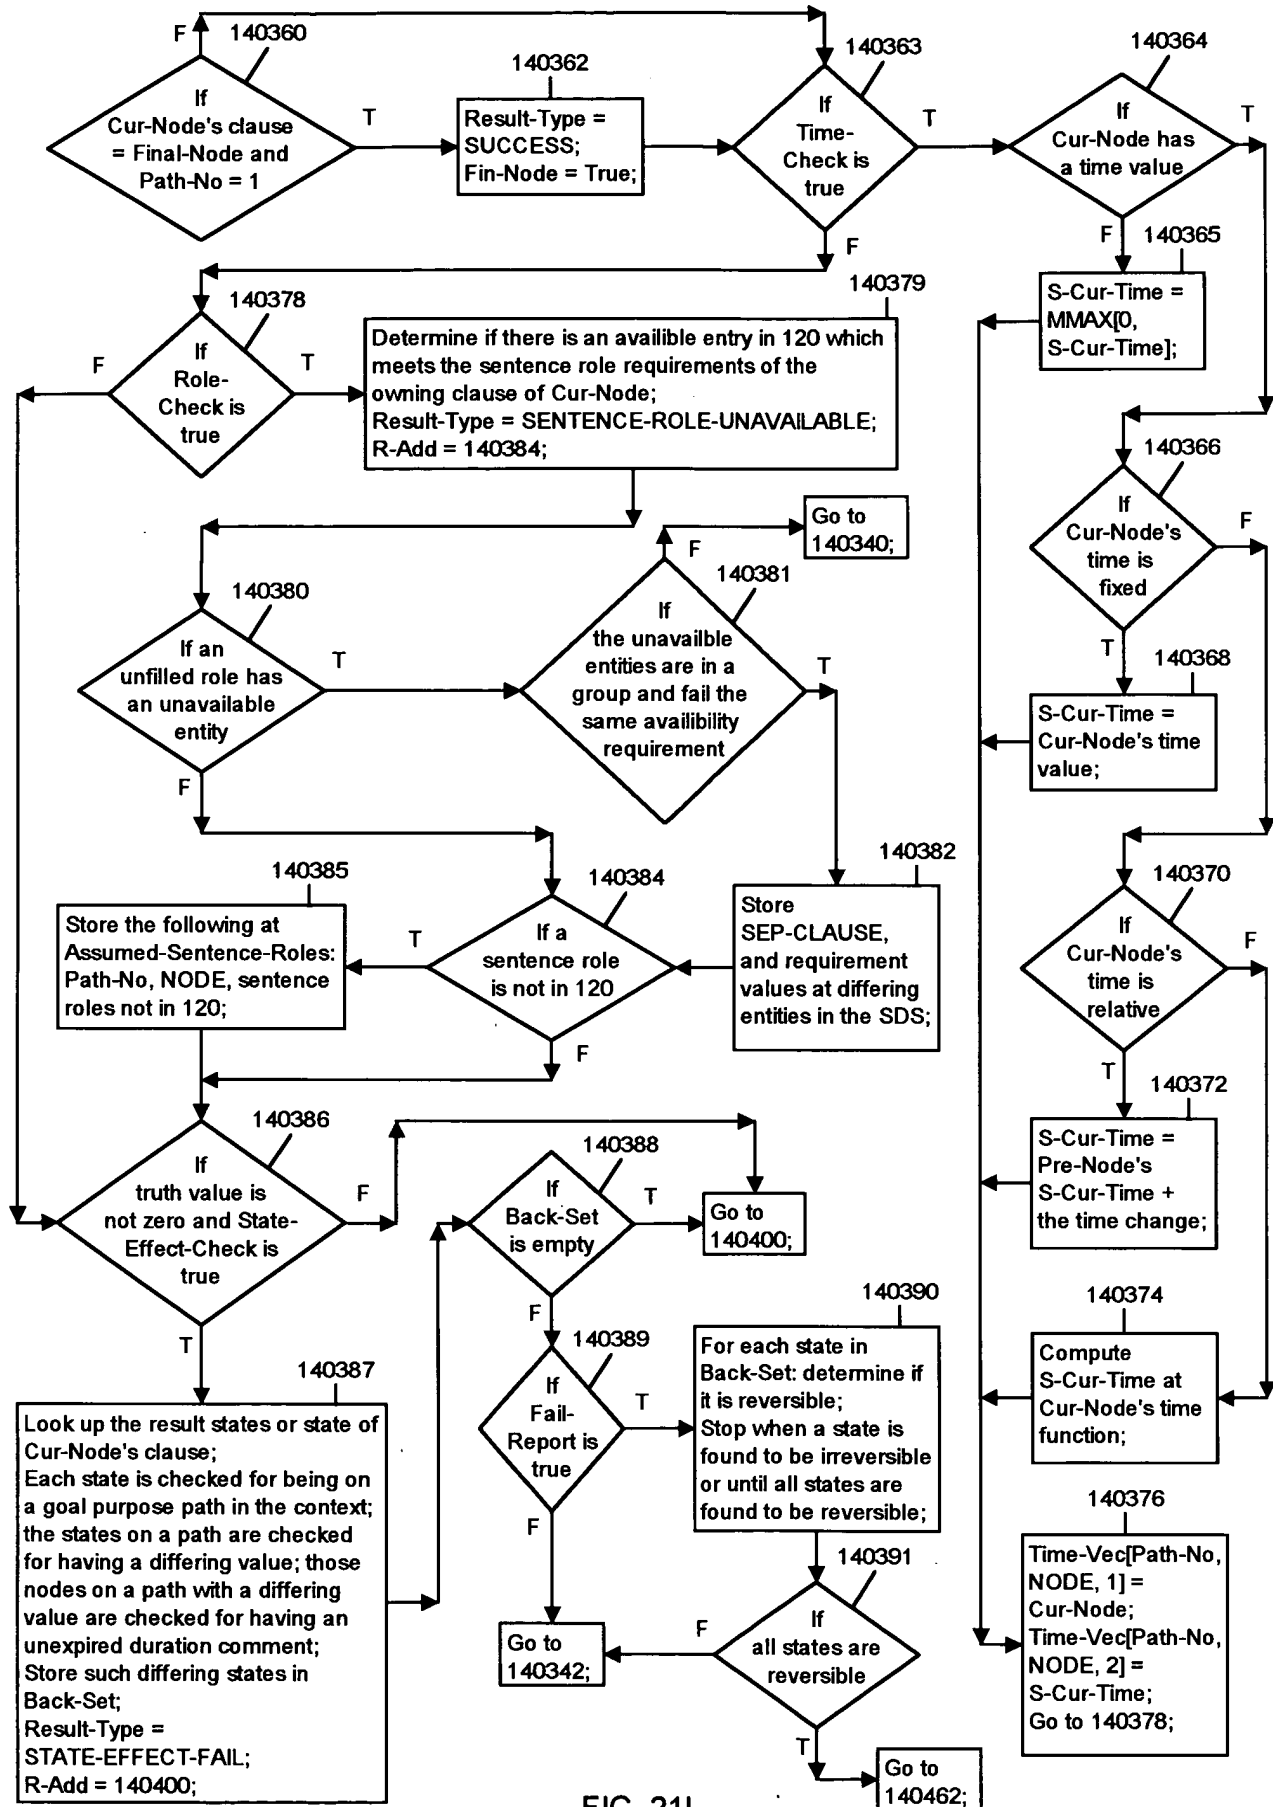 140360
F
If
Cur-Node's clause
= Final-Node and
Path-No = 1
T
140362
Result-Type =
SUCCESS;
Fin-Node = True;
140363
If
Time-
Check is
true
T
F
140364
If
Cur-Node has
a time value
T
F
140365
S-Cur-Time =
MMAX[0,
S-Cur-Time];
140378
If
Role-
Check is
true
F
T
140379
Determine if there is an availible entry in 120 which
meets the sentence role requirements of the
owning clause of Cur-Node;
Result-Type = SENTENCE-ROLE-UNAVAILABLE;
R-Add = 140384;
140366
If
Cur-Node's
time is
fixed
F
T
140368
S-Cur-Time =
Cur-Node's time
value;
Go to
140340;
140380
If an
unfilled role has
an unavailable
entity
T
F
140381
F
If
the unavailble
entities are in a
group and fail the
same availibility
requirement
T
140382
Store
SEP-CLAUSE,
and requirement
values at differing
entities in the SDS;
140384
If a
sentence role
is not in 120
T
F
140385
Store the following at
Assumed-Sentence-Roles:
Path-No, NODE, sentence
roles not in 120;
140370
If
Cur-Node's
time is
relative
F
T
140372
S-Cur-Time =
Pre-Node's
S-Cur-Time +
the time change;
140386
If
truth value is
not zero and State-
Effect-Check is
true
F
T
140388
If
Back-Set
is empty
T
F
Go to
140400;
140387
Look up the result states or state of
Cur-Node's clause;
Each state is checked for being on
a goal purpose path in the context;
the states on a path are checked
for having a differing value; those
nodes on a path with a differing
value are checked for having an
unexpired duration comment;
Store such differing states in
Back-Set;
Result-Type =
STATE-EFFECT-FAIL;
R-Add = 140400;
140389
If
Fail-
Report is
true
T
F
140390
For each state in
Back-Set: determine if
it is reversible;
Stop when a state is
found to be irreversible
or until all states are
found to be reversible;
140374
Compute
S-Cur-Time at
Cur-Node's time
function;
140376
Time-Vec[Path-No,
NODE, 1] =
Cur-Node;
Time-Vec[Path-No,
NODE, 2] =
S-Cur-Time;
Go to 140378;
140391
If
all states are
reversible
F
T
Go to
140342;
Go to
140462;